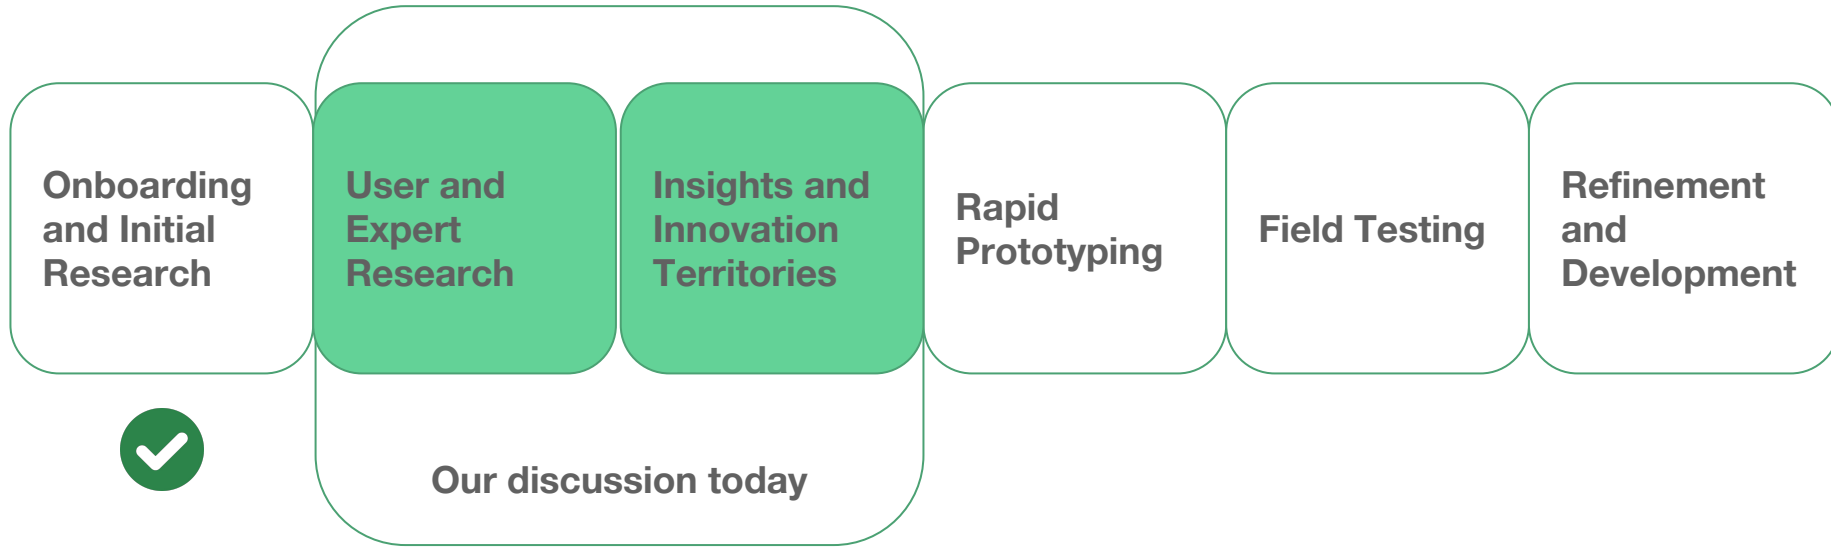 Onboarding
and Initial
Research
User and
Expert
Research
Insights and
Innovation
Territories
Rapid
Prototyping
Field Testing
Refinement
and
Development
Our discussion today